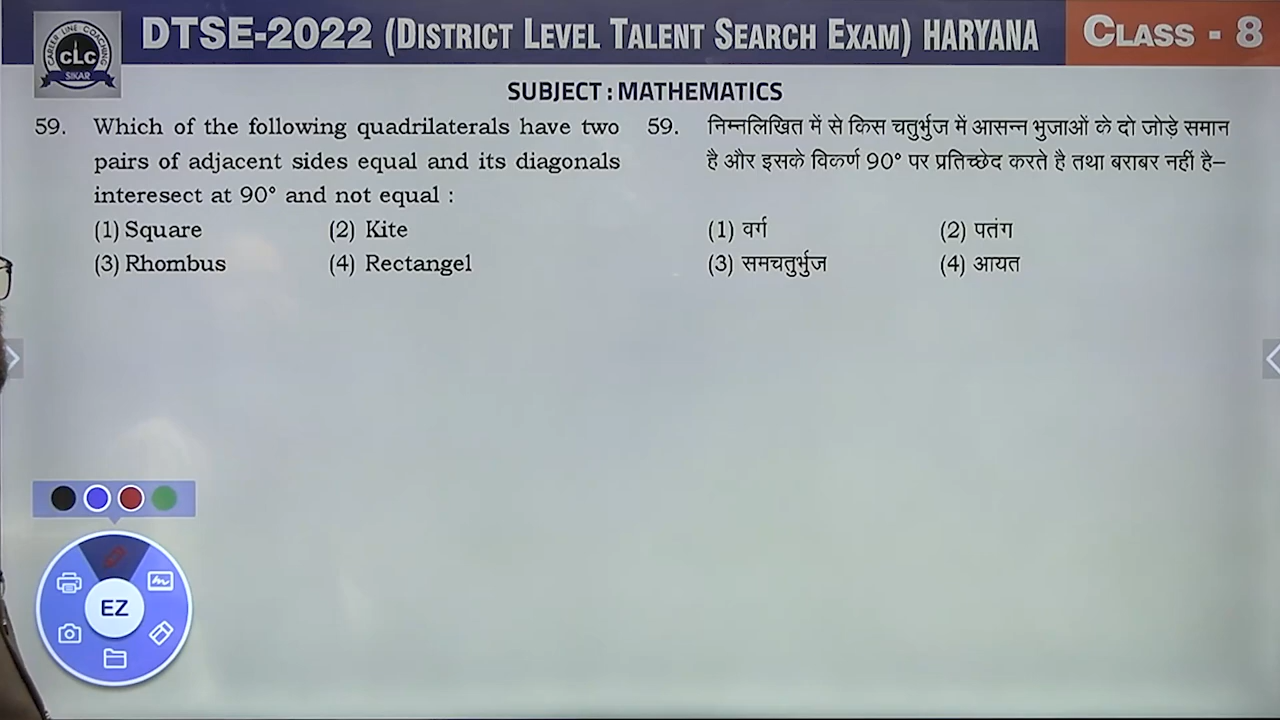 CAREER LINE COACHING
CLC
SIKAR
DTSE-2022 (DISTRICT LEVEL TALENT SEARCH EXAM) HARYANA
CLASS - 8
SUBJECT : MATHEMATICS
59. Which of the following quadrilaterals have two
pairs of adjacent sides equal and its diagonals
interesect at 90° and not equal :
(1) Square (2) Kite
(3) Rhombus (4) Rectangel
59. निम्नलिखित में से किस चतुर्भुज में आसन्न भुजाओं के दो जोड़े समान
है और इसके विकर्ण 90° पर प्रतिच्छेद करते है तथा बराबर नहीं है–
(1) वर्ग (2) पतंग
(3) समचतुर्भुज (4) आयत
EZ